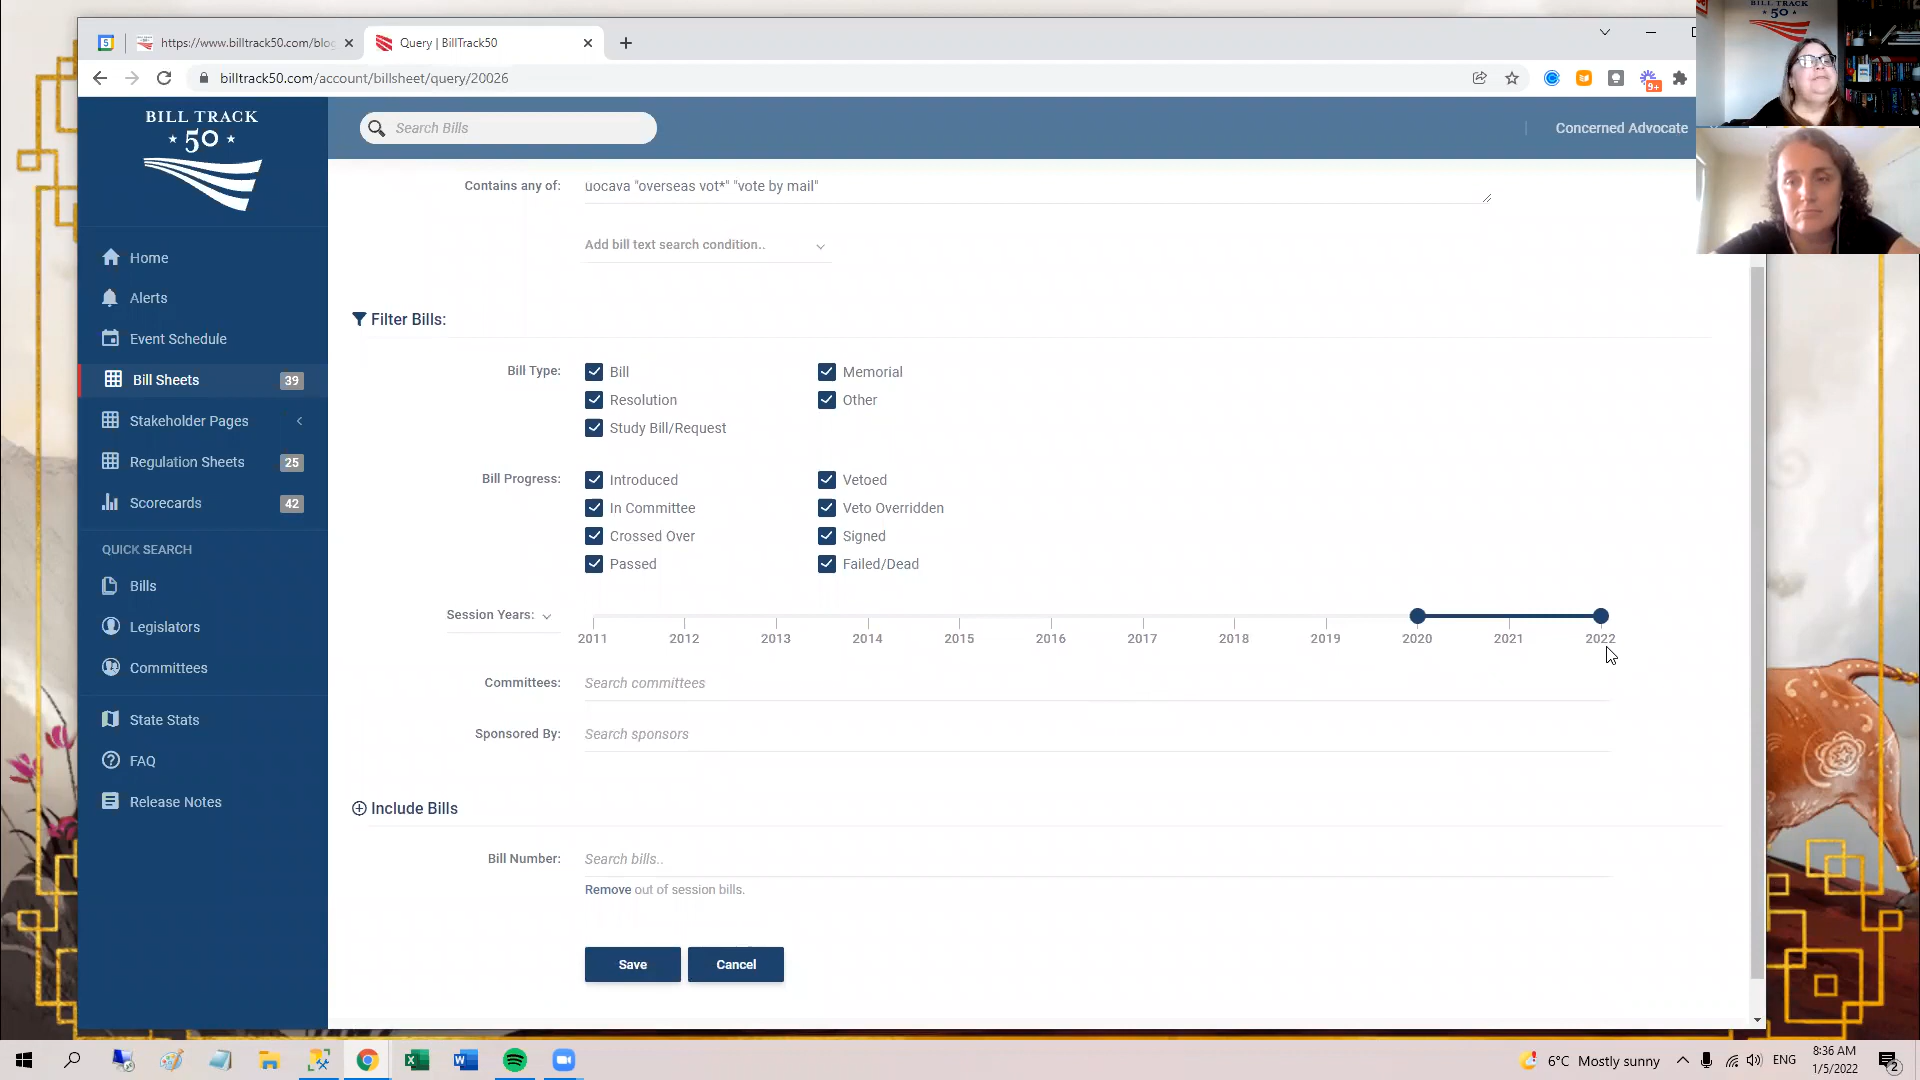 https://www.billtrack50.com/blog
Query | BillTrack50
billtrack50.com/account/billsheet/query/20026
9+
BILL TRACK
50
BILL TRACK
50
Search Bills
Concerned Advocate
Contains any of:
uocava "overseas vot*" "vote by mail"
Add bill text search condition..
Home
Alerts
Event Schedule
Bill Sheets 39
Stakeholder Pages
Regulation Sheets 25
Scorecards 42
QUICK SEARCH
Bills
Legislators
Committees
State Stats
FAQ
Release Notes
Filter Bills:
Bill Type:
Bill Memorial
Resolution Other
Study Bill/Request
Bill Progress:
Introduced Vetoed
In Committee Veto Overridden
Crossed Over Signed
Passed Failed/Dead
Session Years:
2011 2012 2013 2014 2015 2016 2017 2018 2019 2020 2021 2022
Committees: Search committees
Sponsored By: Search sponsors
Include Bills
Bill Number: Search bills..
Remove out of session bills.
Save Cancel
6°C Mostly sunny
ENG
8:36 AM
1/5/2022
2